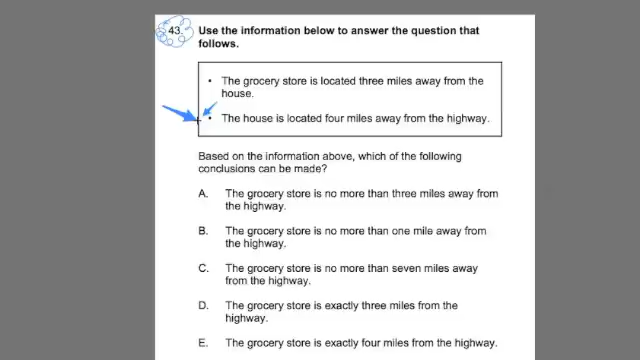 43. Use the information below to answer the question that
follows.
• The grocery store is located three miles away from the
house.
• The house is located four miles away from the highway.
Based on the information above, which of the following
conclusions can be made?
A. The grocery store is no more than three miles away from
the highway.
B. The grocery store is no more than one mile away from
the highway.
C. The grocery store is no more than seven miles away
from the highway.
D. The grocery store is exactly three miles from the
highway.
E. The grocery store is exactly four miles from the highway.